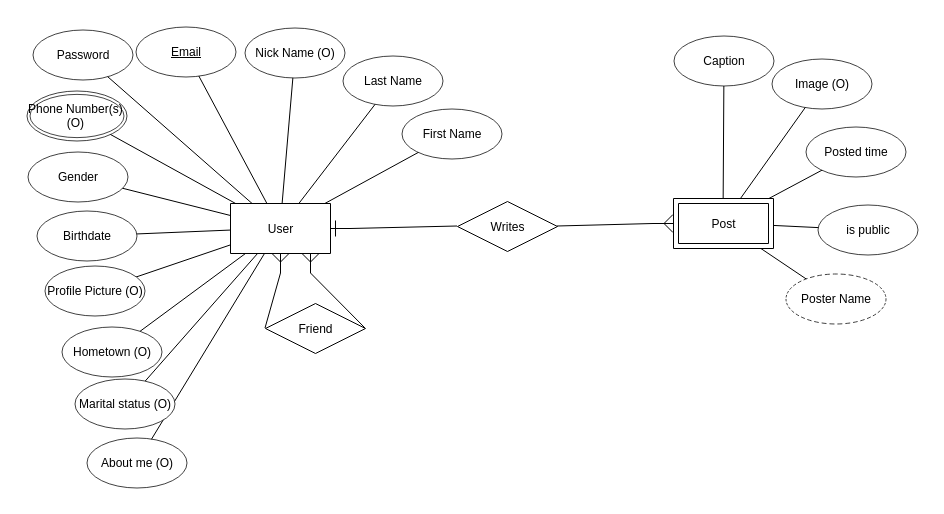 Password
Email
Nick Name (O)
Last Name
First Name
Phone Number(s)
(O)
Gender
Birthdate
Profile Picture (O)
Hometown (O)
Marital status (O)
About me (O)
User
Friend
Writes
Post
Caption
Image (O)
Posted time
is public
Poster Name